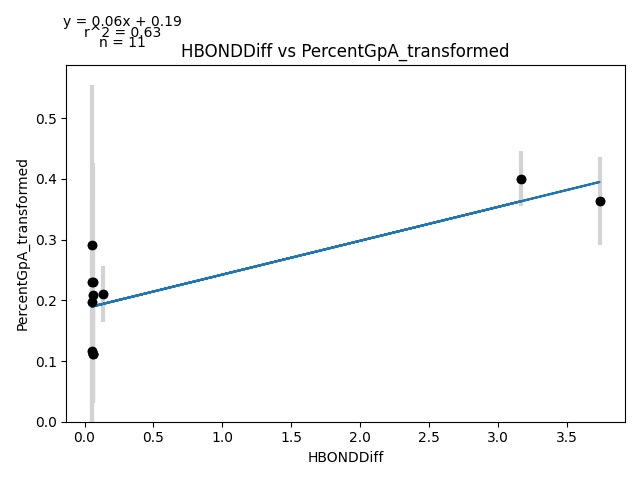 y = 0.06x + 0.19
r^2 = 0.63
n = 11
HBONDDiff vs PercentGpA_transformed
PercentGpA_transformed
0.5
0.4
0.3
0.2
0.1
0.0
0.0 0.5 1.0 1.5 2.0 2.5 3.0 3.5
HBONDDiff